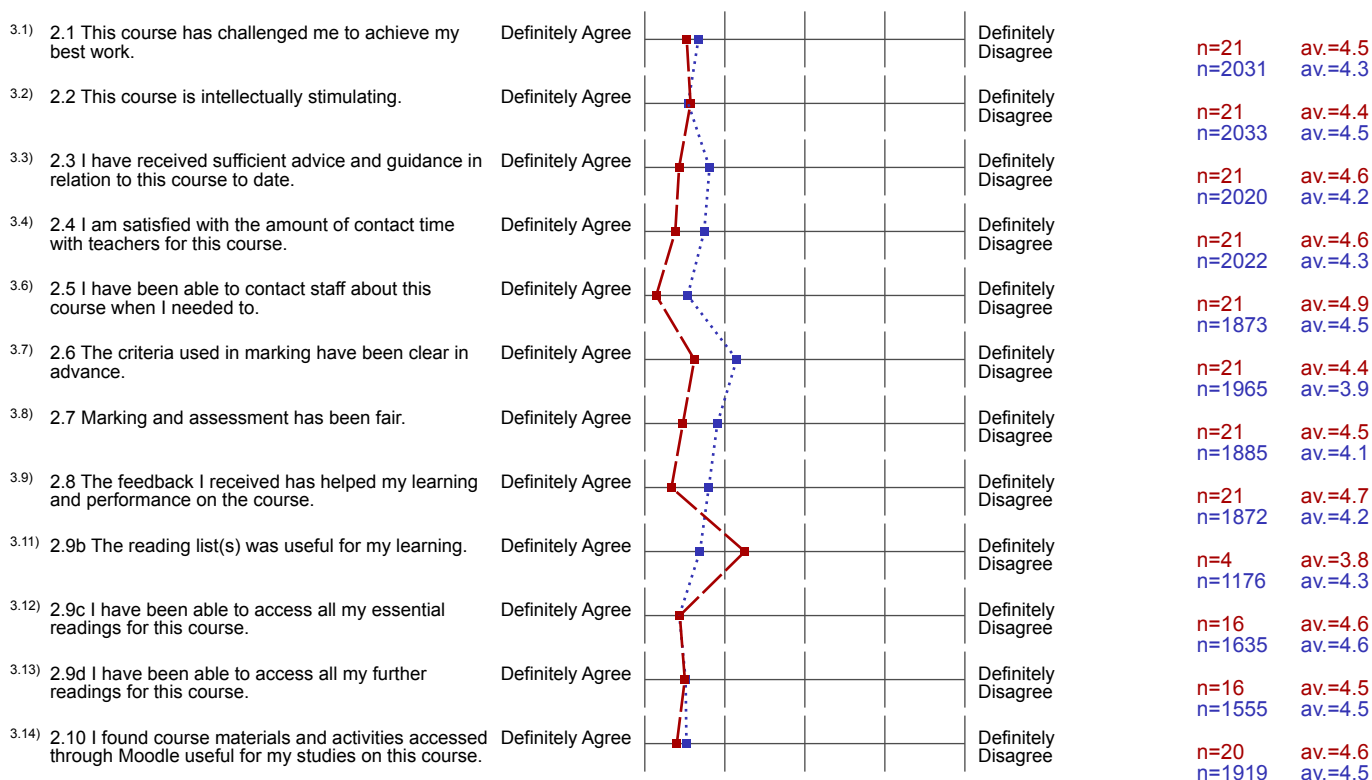 3.1) 2.1 This course has challenged me to achieve my best work. Definitely Agree Definitely Disagree n=21 av.=4.5
n=2031 av.=4.3
3.2) 2.2 This course is intellectually stimulating. Definitely Agree Definitely Disagree n=21 av.=4.4
n=2033 av.=4.5
3.3) 2.3 I have received sufficient advice and guidance in relation to this course to date. Definitely Agree Definitely Disagree n=21 av.=4.6
n=2020 av.=4.2
3.4) 2.4 I am satisfied with the amount of contact time with teachers for this course. Definitely Agree Definitely Disagree n=21 av.=4.6
n=2022 av.=4.3
3.6) 2.5 I have been able to contact staff about this course when I needed to. Definitely Agree Definitely Disagree n=21 av.=4.9
n=1873 av.=4.5
3.7) 2.6 The criteria used in marking have been clear in advance. Definitely Agree Definitely Disagree n=21 av.=4.4
n=1965 av.=3.9
3.8) 2.7 Marking and assessment has been fair. Definitely Agree Definitely Disagree n=21 av.=4.5
n=1885 av.=4.1
3.9) 2.8 The feedback I received has helped my learning and performance on the course. Definitely Agree Definitely Disagree n=21 av.=4.7
n=1872 av.=4.2
3.11) 2.9b The reading list(s) was useful for my learning. Definitely Agree Definitely Disagree n=4 av.=3.8
n=1176 av.=4.3
3.12) 2.9c I have been able to access all my essential readings for this course. Definitely Agree Definitely Disagree n=16 av.=4.6
n=1635 av.=4.6
3.13) 2.9d I have been able to access all my further readings for this course. Definitely Agree Definitely Disagree n=16 av.=4.5
n=1555 av.=4.5
3.14) 2.10 I found course materials and activities accessed through Moodle useful for my studies on this course. Definitely Agree Definitely Disagree n=20 av.=4.6
n=1919 av.=4.5